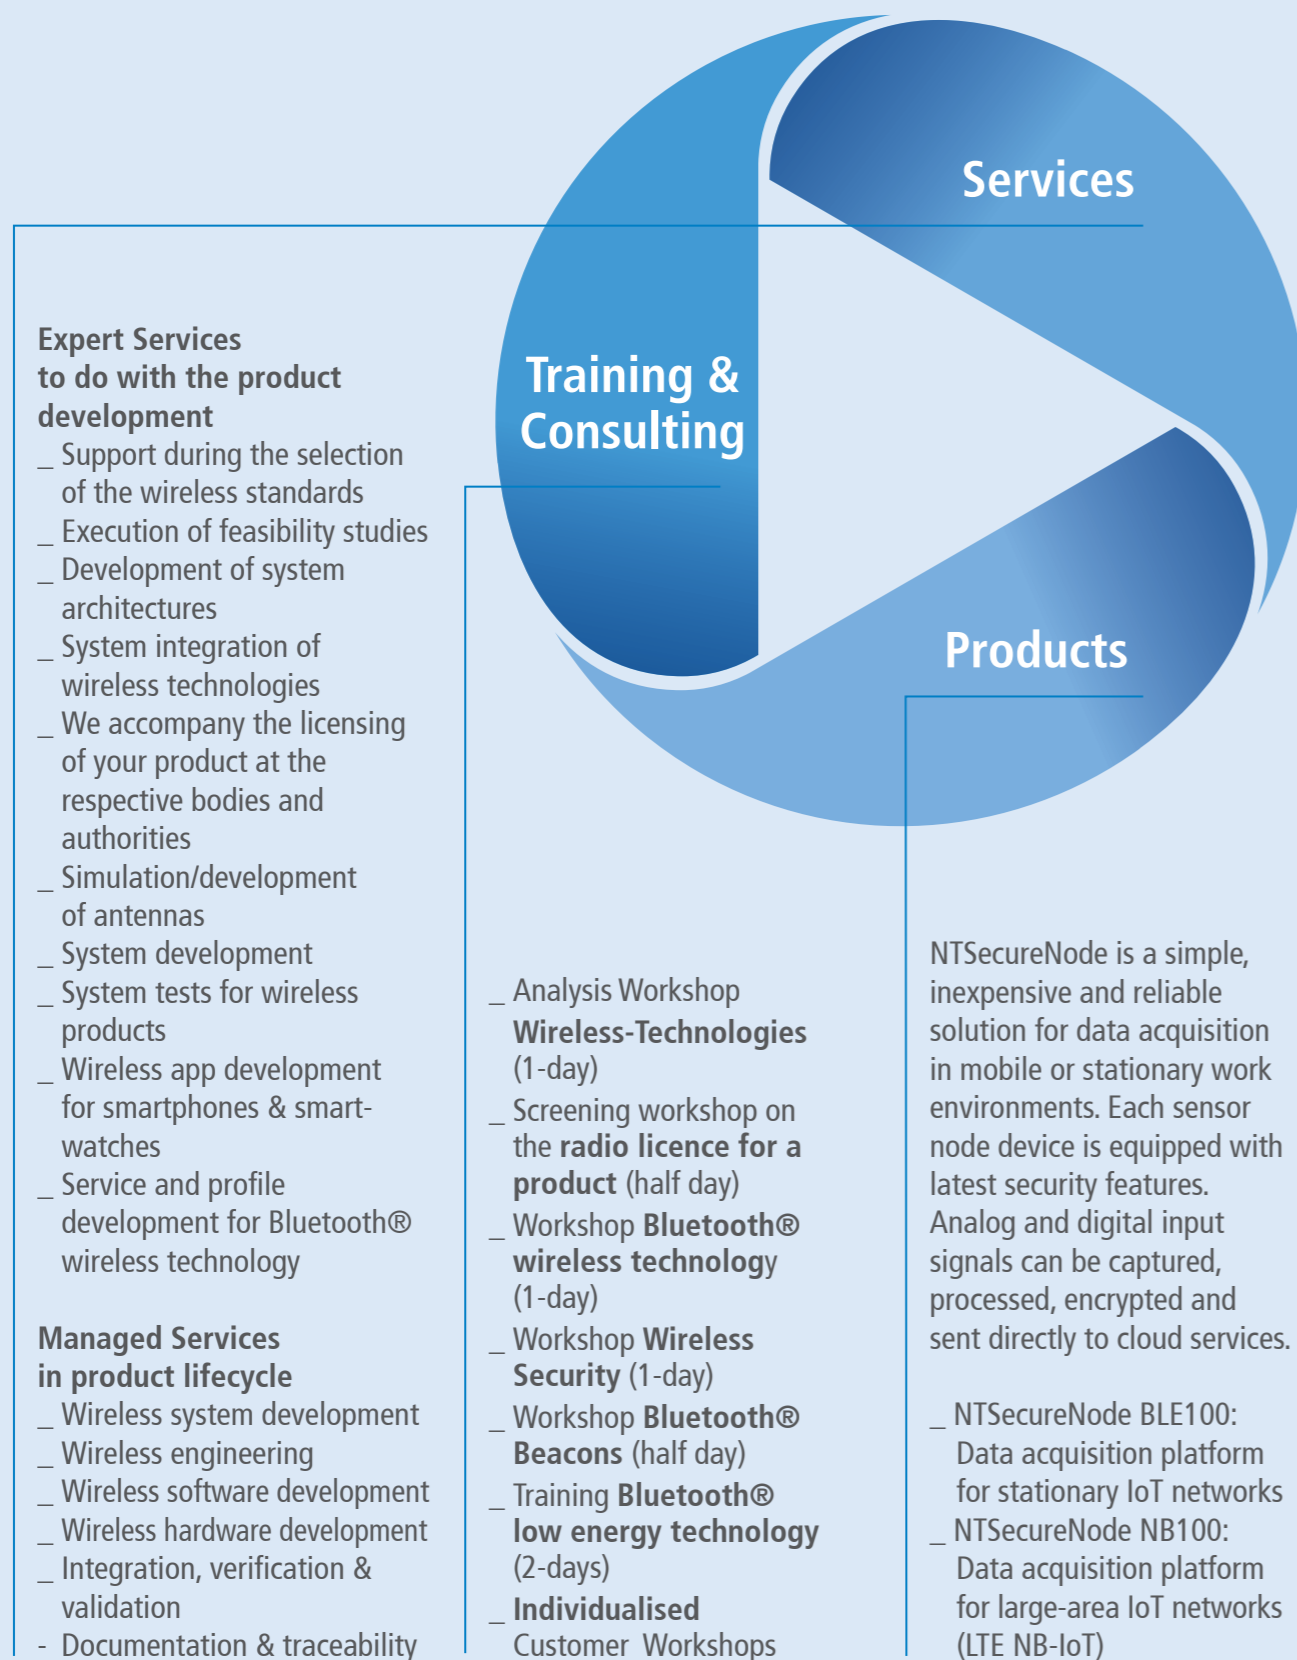 Services
Training &
Consulting
Products
Expert Services
to do with the product
development
_ Support during the selection
of the wireless standards
_ Execution of feasibility studies
_ Development of system
architectures
_ System integration of
wireless technologies
_ We accompany the licensing
of your product at the
respective bodies and
authorities
_ Simulation/development
of antennas
_ System development
_ System tests for wireless
products
_ Wireless app development
for smartphones & smart-
watches
_ Service and profile
development for Bluetooth®
wireless technology
Managed Services
in product lifecycle
_ Wireless system development
_ Wireless engineering
_ Wireless software development
_ Wireless hardware development
_ Integration, verification &
validation
- Documentation & traceability
_ Analysis Workshop
Wireless-Technologies
(1-day)
_ Screening workshop on
the radio licence for a
product (half day)
_ Workshop Bluetooth®
wireless technology
(1-day)
_ Workshop Wireless
Security (1-day)
_ Workshop Bluetooth®
Beacons (half day)
_ Training Bluetooth®
low energy technology
(2-days)
_ Individualised
Customer Workshops
NTSecureNode is a simple,
inexpensive and reliable
solution for data acquisition
in mobile or stationary work
environments. Each sensor
node device is equipped with
latest security features.
Analog and digital input
signals can be captured,
processed, encrypted and
sent directly to cloud services.
_ NTSecureNode BLE100:
Data acquisition platform
for stationary IoT networks
_ NTSecureNode NB100:
Data acquisition platform
for large-area IoT networks
(LTE NB-IoT)